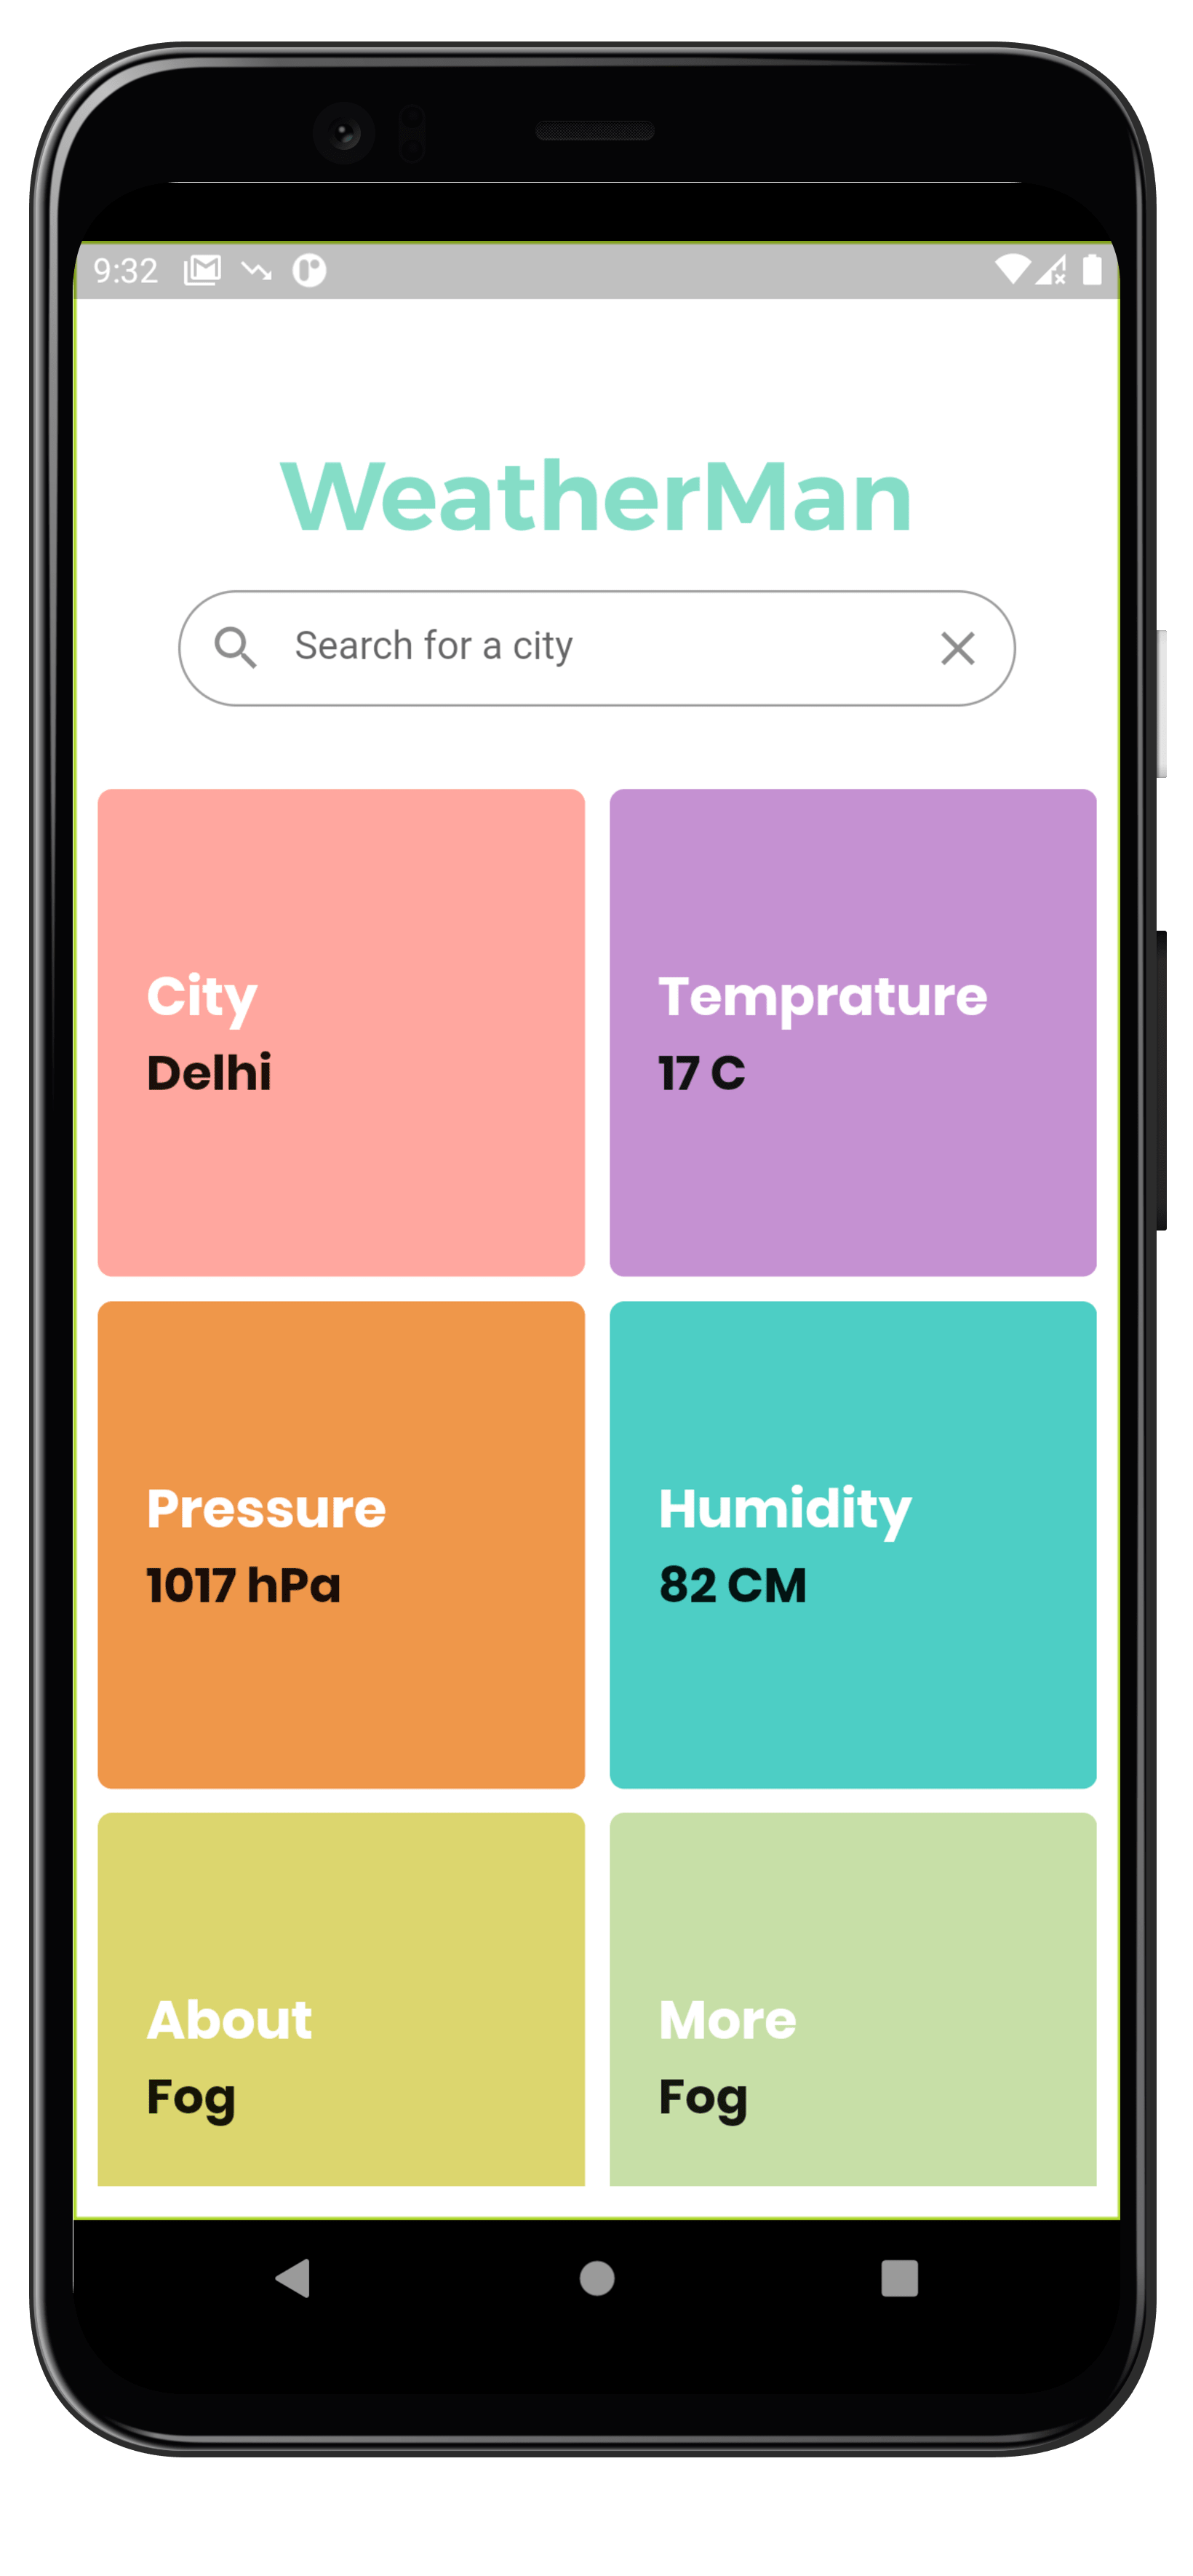 9:32
WeatherMan
Search for a city
City
Delhi
Temprature
17 C
Pressure
1017 hPa
Humidity
82 CM
About
Fog
More
Fog